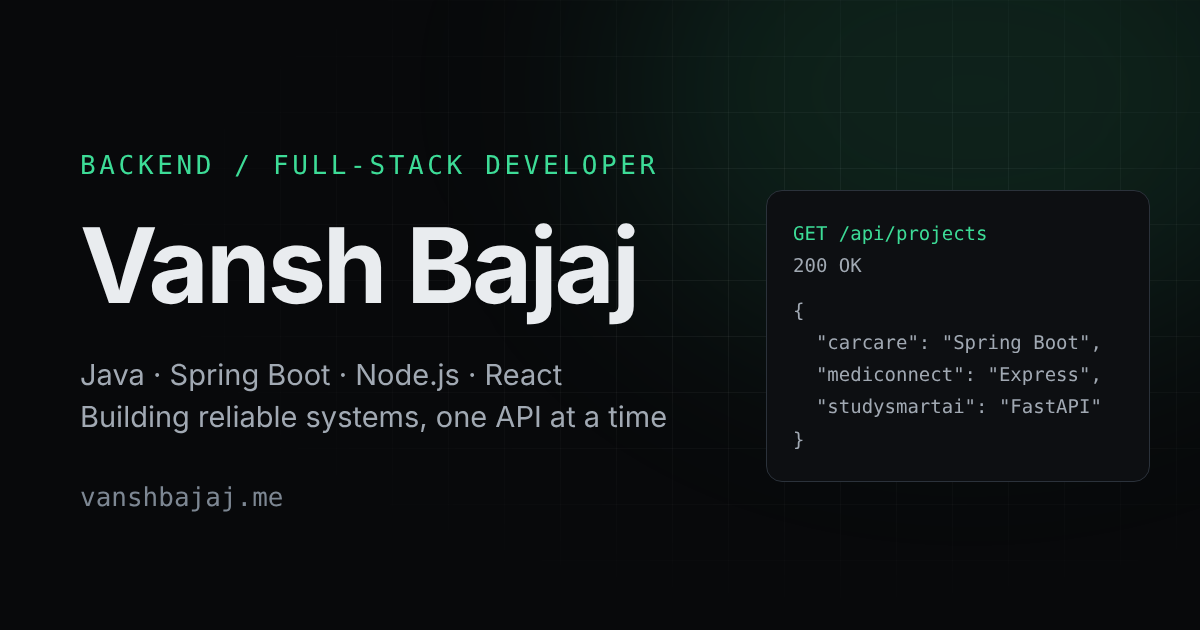 BACKEND / FULL-STACK DEVELOPER
Vansh Bajaj
Java · Spring Boot · Node.js · React
Building reliable systems, one API at a time
vanshbajaj.me
GET /api/projects
200 OK
{
  "carcare": "Spring Boot",
  "mediconnect": "Express",
  "studysmartai": "FastAPI"
}